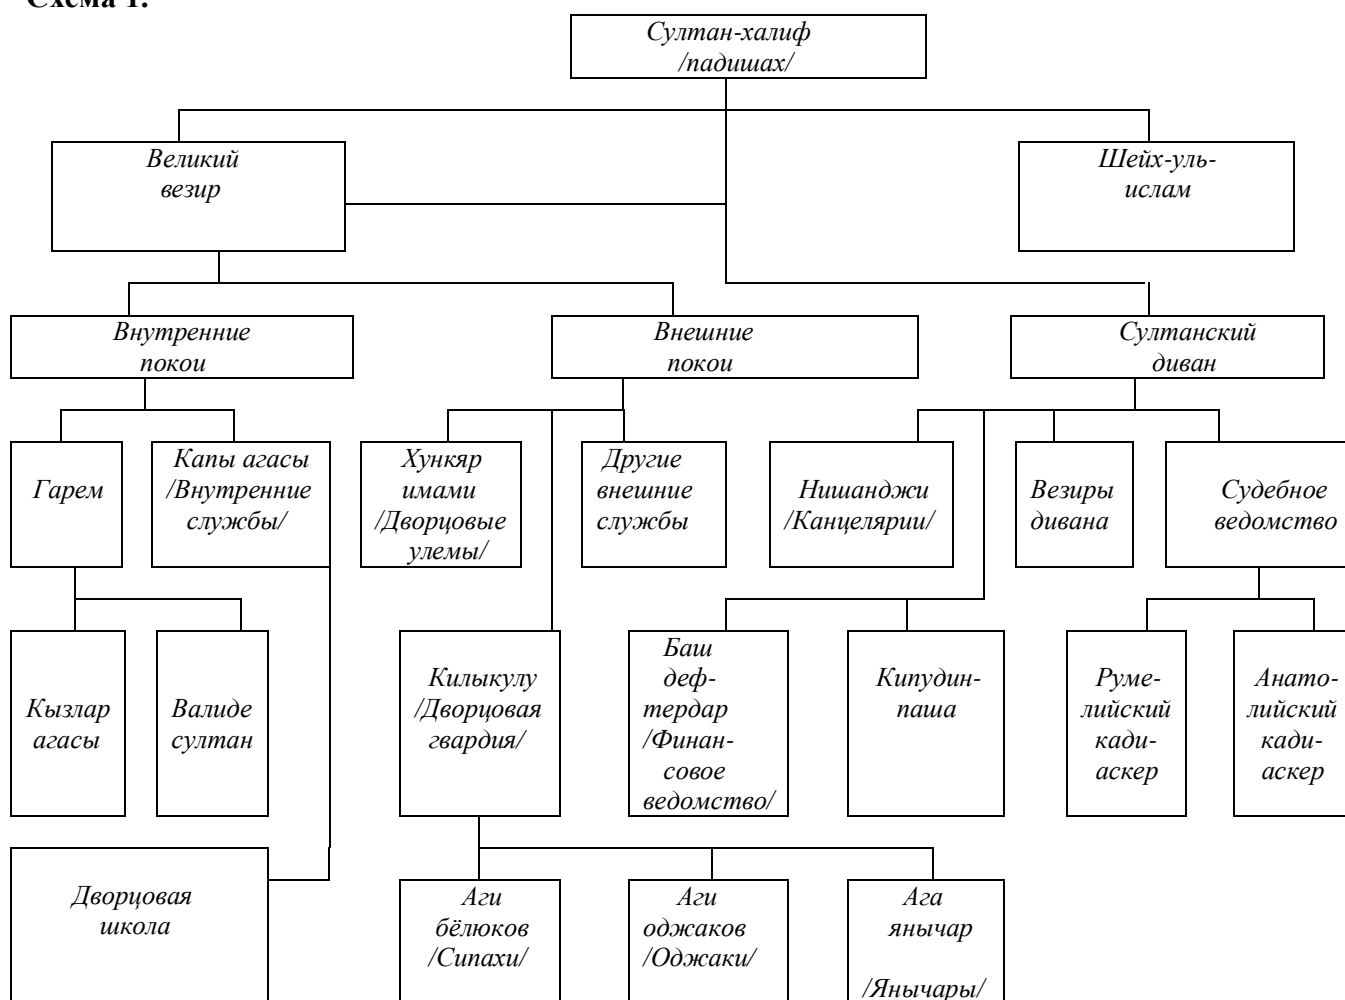 Схема 1.
Султан-халиф
/падишах/
Великий
везир
Шейх-уль-
ислам
Внутренние
покои
Внешние
покои
Султанский
диван
Гарем
Капы агасы
/Внутренние
службы/
Хункяр
имами
/Дворцовые
улемы/
Другие
внешние
службы
Нишанджи
/Канцелярии/
Везиры
дивана
Судебное
ведомство
Кызлар
агасы
Валиде
султан
Килыкулу
/Дворцовая
гвардия/
Баш
деф-
тердар
/Финан-
совое
ведомство/
Кипудин-
паша
Руме-
лийский
кади-
аскер
Анато-
лийский
кади-
аскер
Дворцовая
школа
Аги
бёлюков
/Сипахи/
Аги
оджаков
/Оджаки/
Ага
янычар
/Янычары/